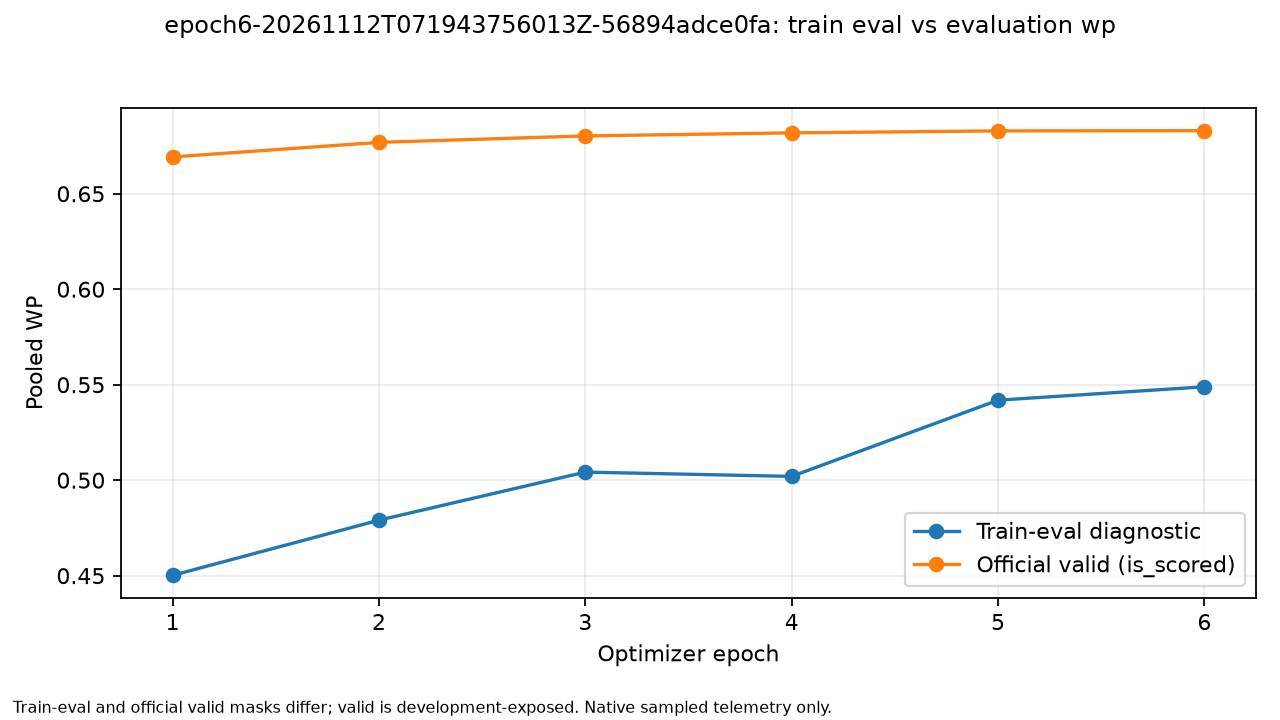 epoch6-20261112T071943756013Z-56894adce0fa: train eval vs evaluation wp
Pooled WP
0.65
0.60
0.55
0.50
0.45
Train-eval diagnostic
Official valid (is_scored)
1 2 3 4 5 6
Optimizer epoch
Train-eval and official valid masks differ; valid is development-exposed. Native sampled telemetry only.